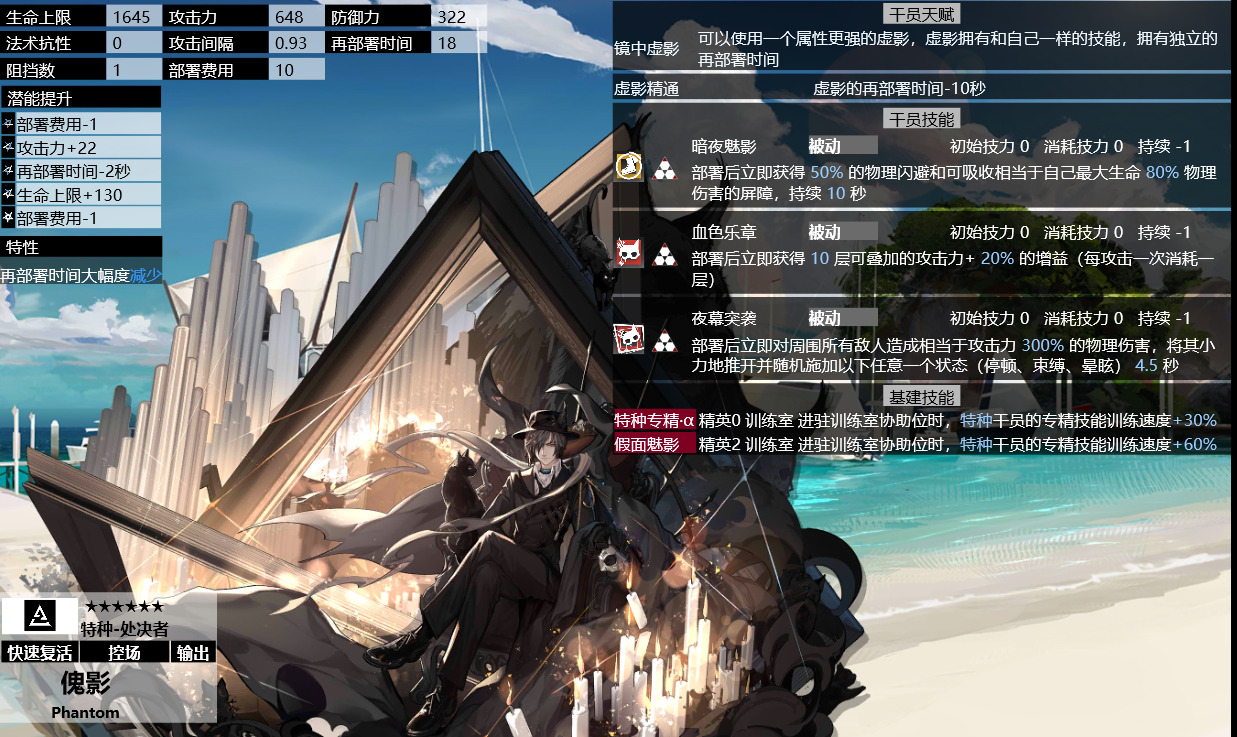 生命上限 1645 攻击力 648 防御力 322
法术抗性 0 攻击间隔 0.93 再部署时间 18
阻挡数 1 部署费用 10
潜能提升
部署费用-1
攻击力+22
再部署时间-2秒
生命上限+130
部署费用-1
特性
再部署时间大幅度减少
★★★★★★
特种-处决者
快速复活 控场 输出
傀影
Phantom
干员天赋
镜中虚影 可以使用一个属性更强的虚影，虚影拥有和自己一样的技能，拥有独立的
再部署时间
虚影精通 虚影的再部署时间-10秒
干员技能
暗夜魅影 被动 初始技力 0 消耗技力 0 持续 -1
部署后立即获得 50% 的物理闪避和可吸收相当于自己最大生命 80% 物理
伤害的屏障，持续 10 秒
血色乐章 被动 初始技力 0 消耗技力 0 持续 -1
部署后立即获得 10 层可叠加的攻击力+ 20% 的增益（每攻击一次消耗一
层）
夜幕突袭 被动 初始技力 0 消耗技力 0 持续 -1
部署后立即对周围所有敌人造成相当于攻击力 300% 的物理伤害，将其小
力地推开并随机施加以下任意一个状态（停顿、束缚、晕眩） 4.5 秒
基建技能
特种专精·α 精英0 训练室 进驻训练室协助位时，特种干员的专精技能训练速度+30%
假面魅影 精英2 训练室 进驻训练室协助位时，特种干员的专精技能训练速度+60%